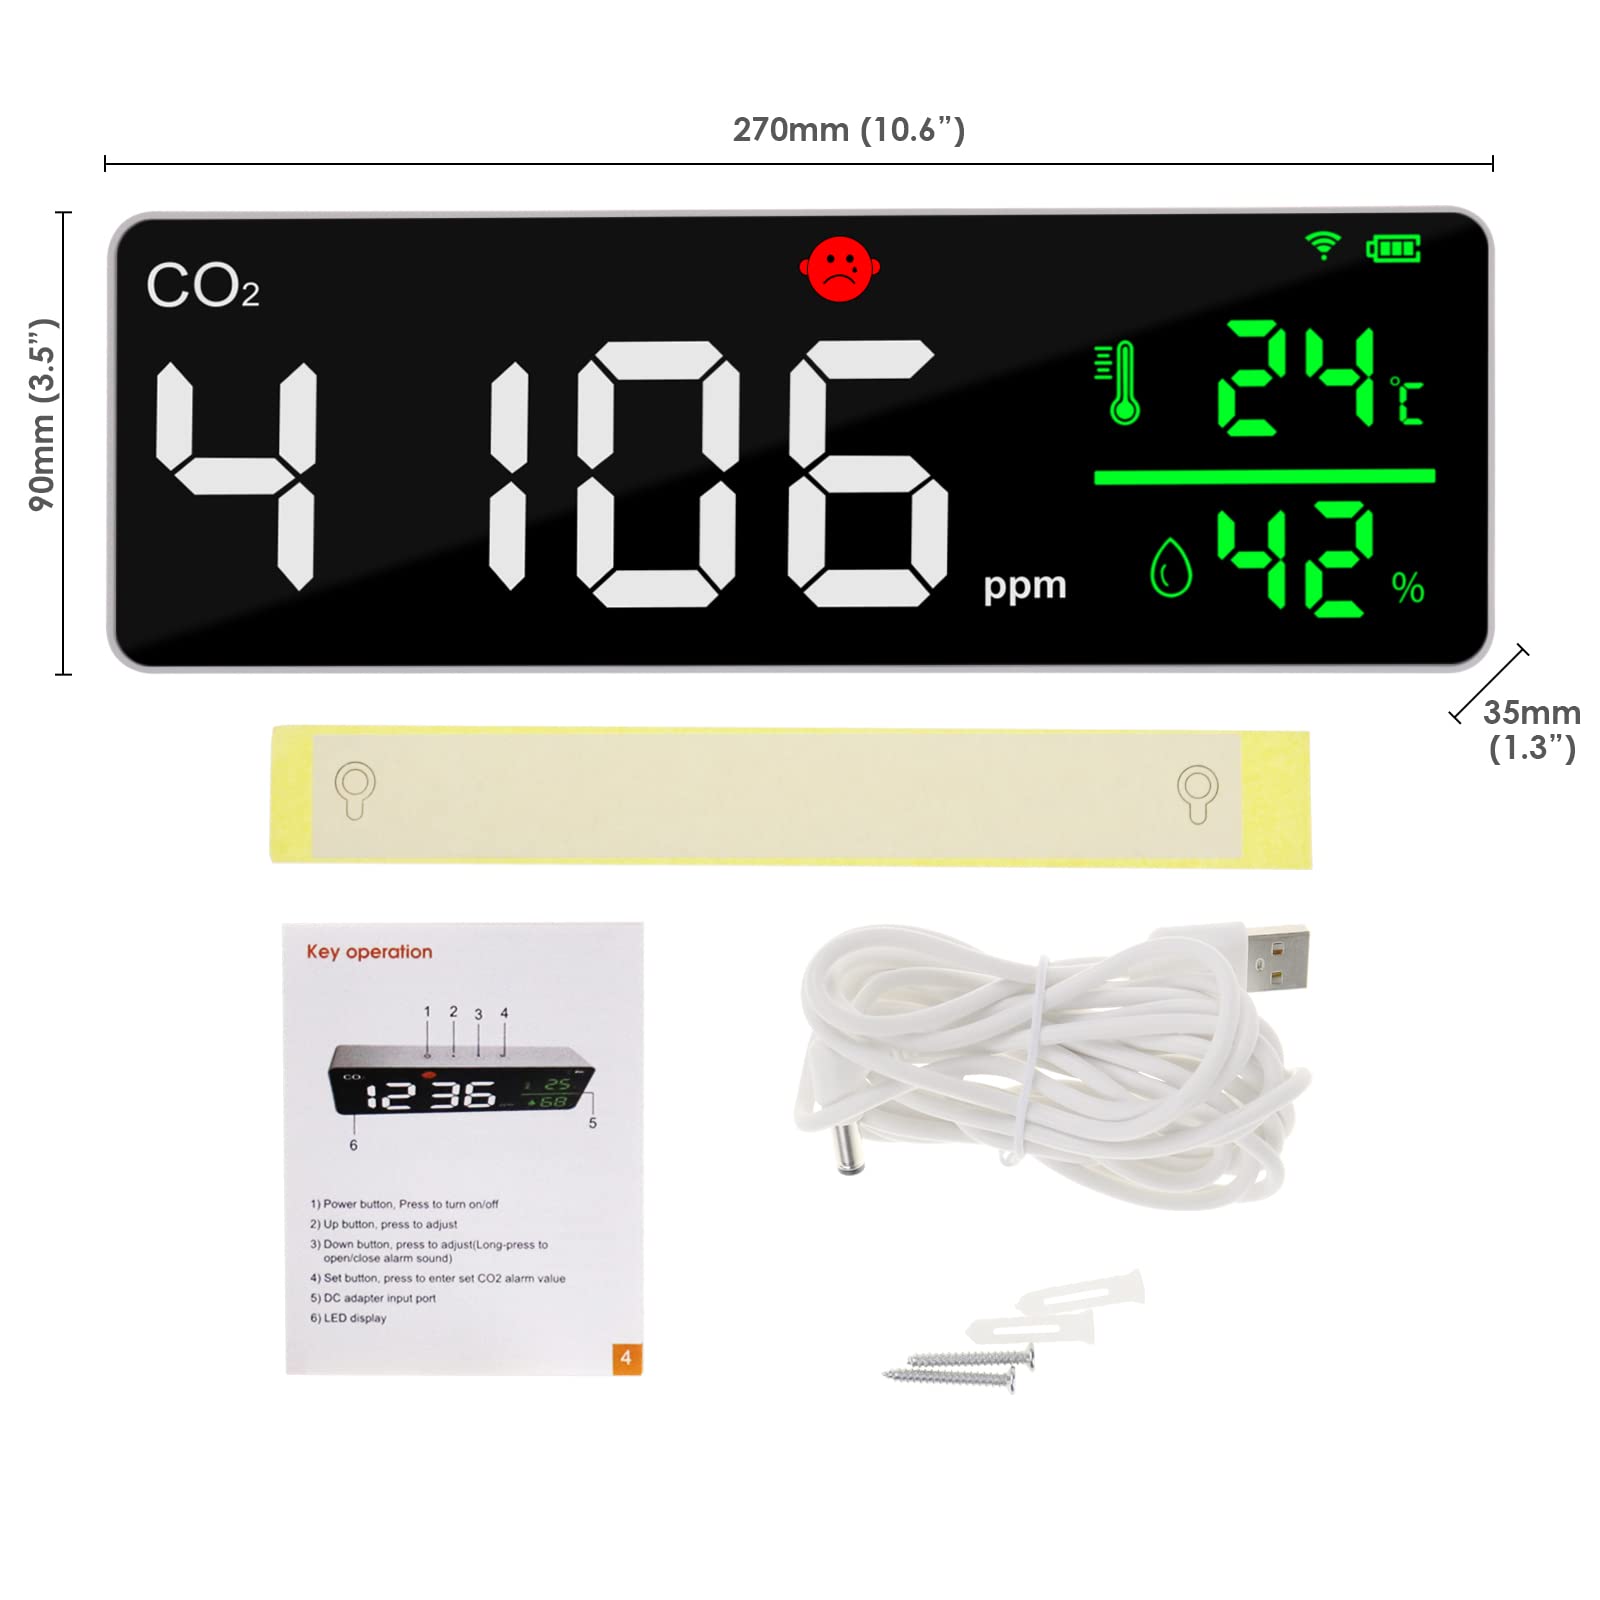 270mm (10.6”)
90mm (3.5”)
CO2
4106
ppm
24
°C
42
%
35mm
(1.3”)
Key operation
1 2 3 4
CO
1236
25
68
5
6
1) Power button, Press to turn on/off
2) Up button, press to adjust
3) Down button, press to adjust(Long-press to
open/close alarm sound)
4) Set button, press to enter set CO2 alarm value
5) DC adapter input port
6) LED display
4